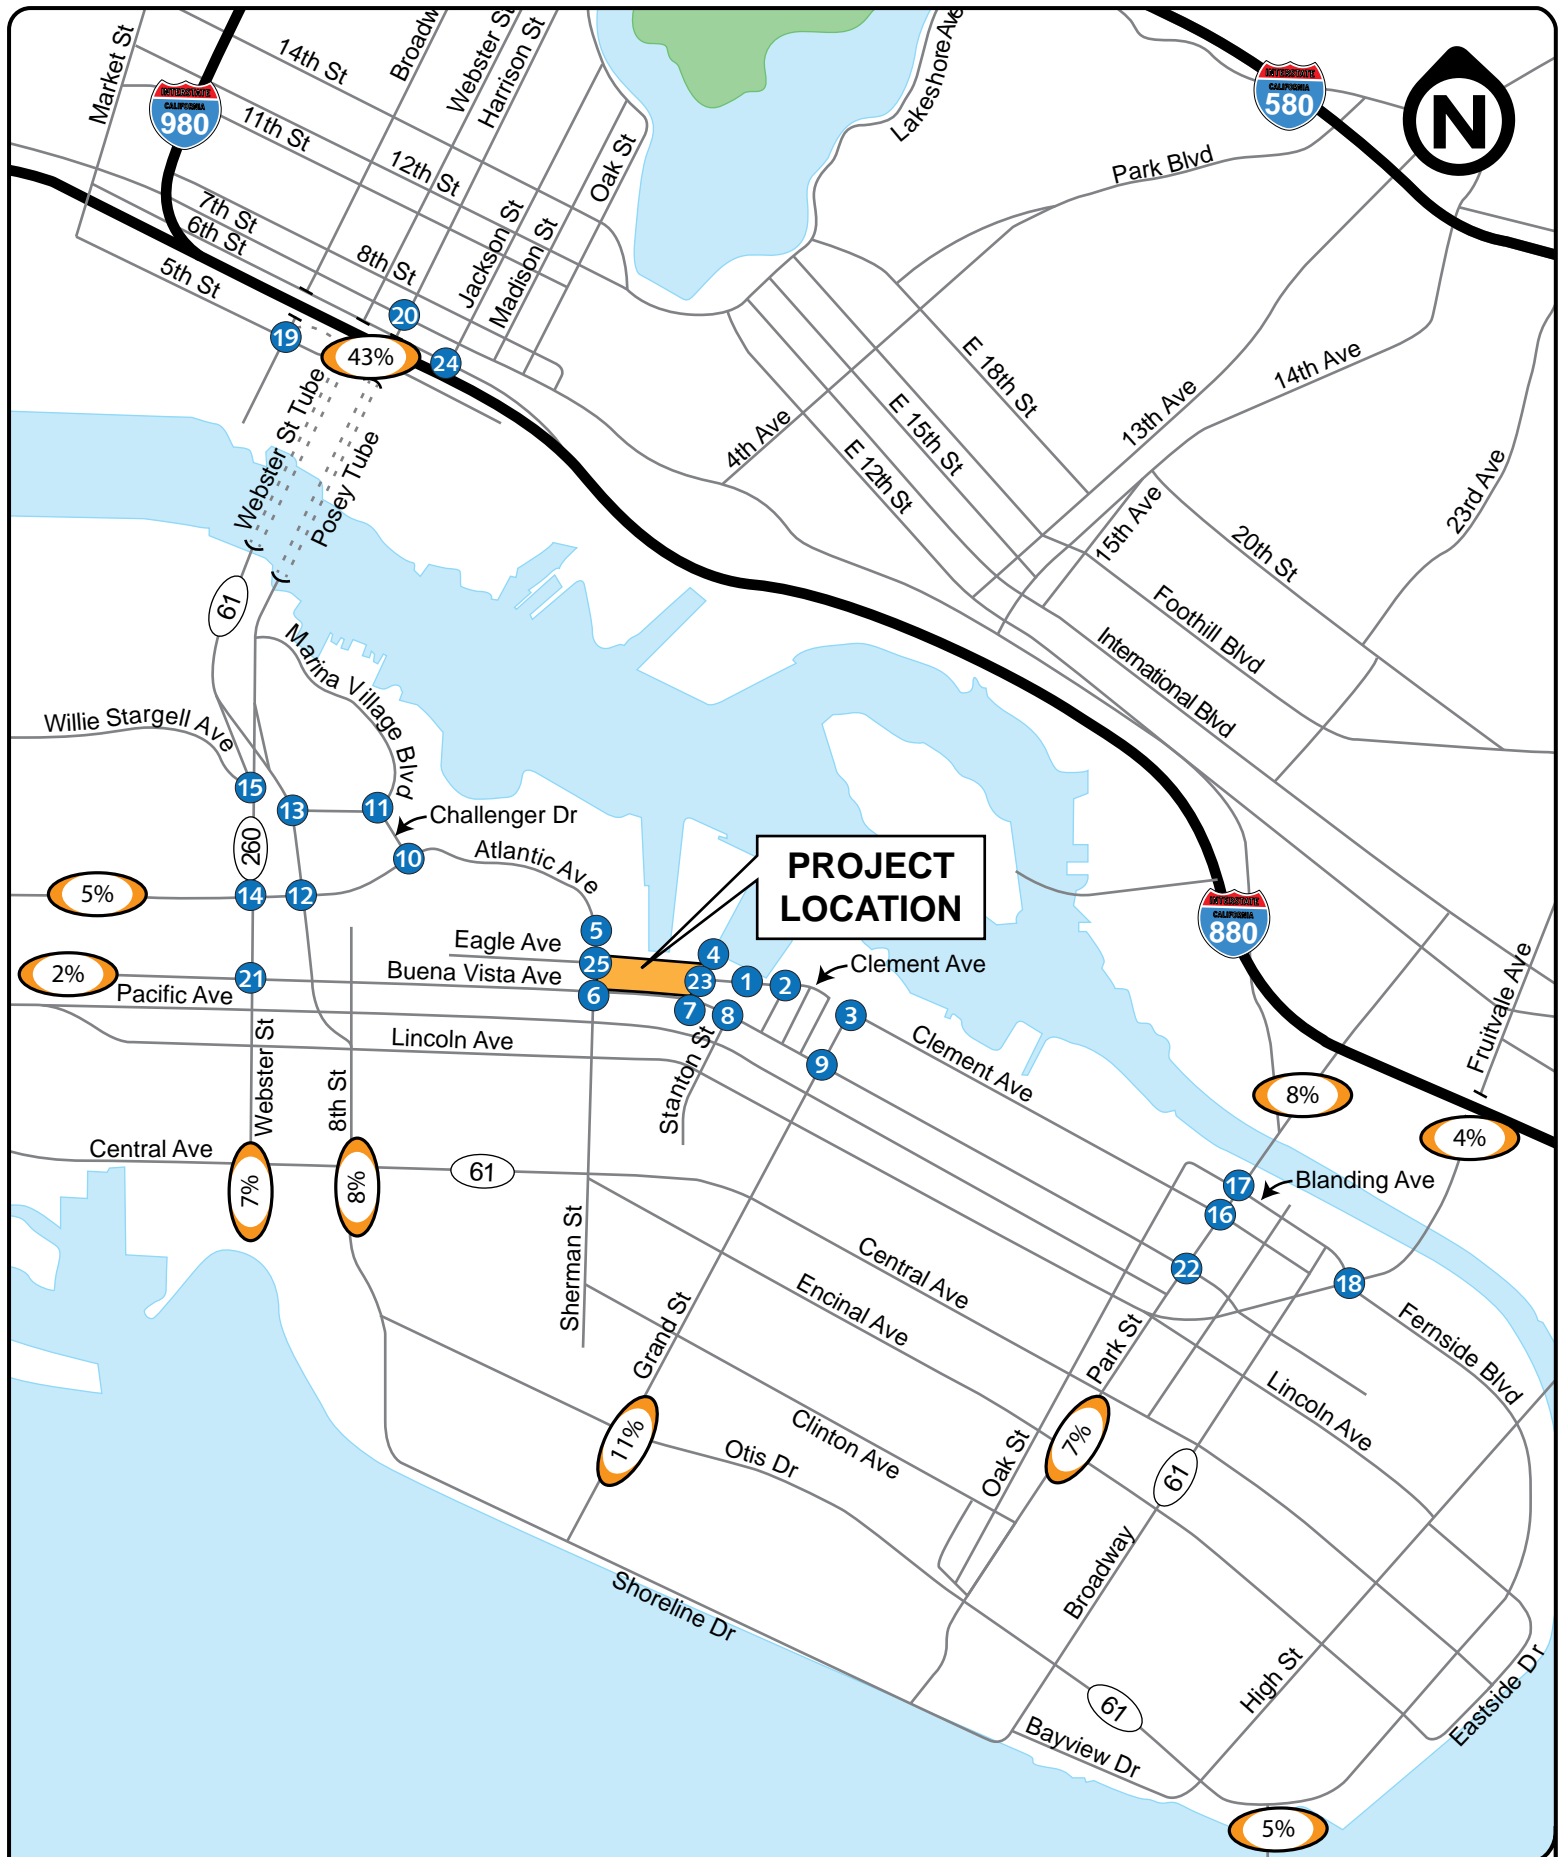 Market St
14th St
Broadw
Webster St
Harrison St
Lakeshore Ave
INTERSTATE
CALIFORNIA
980
INTERSTATE
CALIFORNIA
580
N
11th St
12th St
Oak St
Park Blvd
7th St
6th St
5th St
8th St
Jackson St
Madison St
19
20
24
43%
Webster St Tube
Posey Tube
E 18th St
E 15th St
E 12th St
4th Ave
13th Ave
14th Ave
15th Ave
20th St
23rd Ave
Foothill Blvd
International Blvd
61
Marina Village Blvd
Willie Stargell Ave
15
13
11
Challenger Dr
260
10
Atlantic Ave
PROJECT
LOCATION
5%
14
12
5
INTERSTATE
CALIFORNIA
880
Eagle Ave
25
4
Clement Ave
2%
21
Buena Vista Ave
23
1
2
Pacific Ave
6
7
8
3
Lincoln Ave
Stanton St
9
Clement Ave
Fruitvale Ave
Webster St
8th St
8%
4%
Central Ave
61
7%
8%
17
Blanding Ave
16
Sherman St
22
18
Central Ave
Encinal Ave
Grand St
Park St
Fernside Blvd
Lincoln Ave
11%
Clinton Ave
Otis Dr
Oak St
7%
61
Broadway
Shoreline Dr
High St
Eastside Dr
61
Bayview Dr
5%